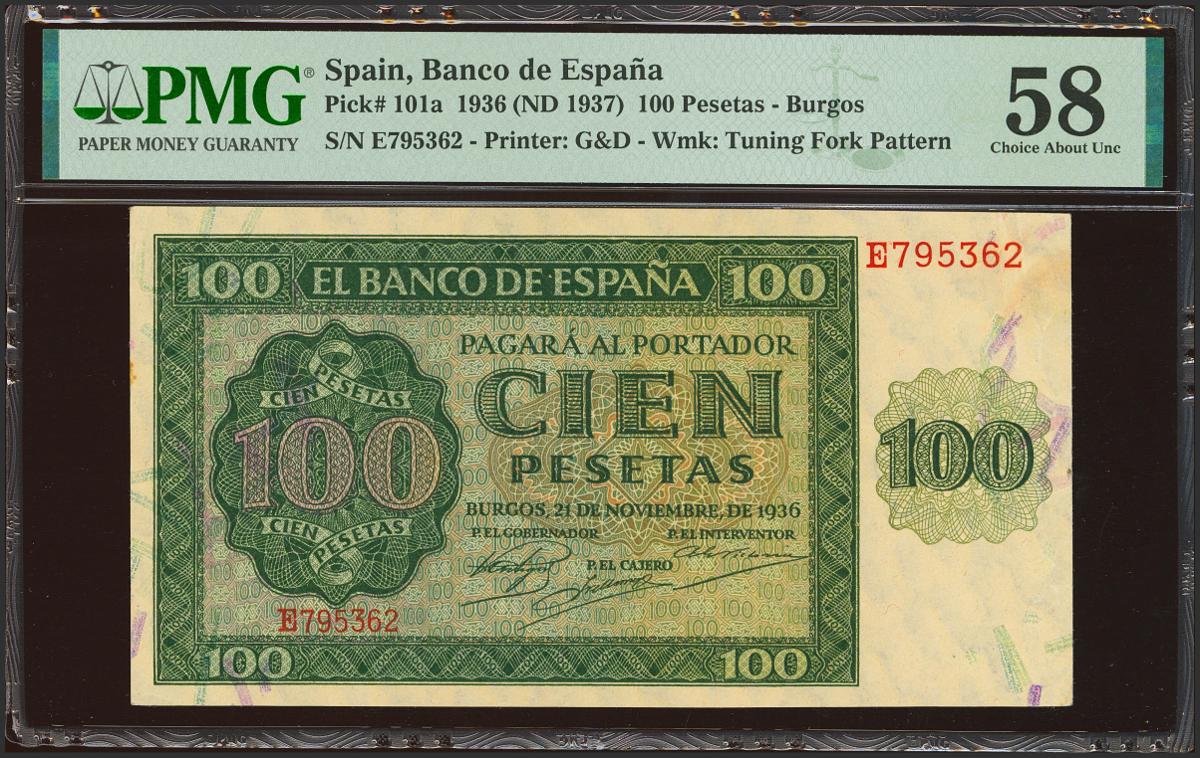 PMG®
PAPER MONEY GUARANTY
Spain, Banco de España
Pick# 101a 1936 (ND 1937) 100 Pesetas - Burgos
S/N E795362 - Printer: G&D - Wmk: Tuning Fork Pattern
58
Choice About Unc
E795362
100 EL BANCO DE ESPAÑA 100
PAGARÁ AL PORTADOR
CIEN
PESETAS
BURGOS, 21 DE NOVIEMBRE, DE 1936
P. EL GOBERNADOR P. EL INTERVENTOR
P. EL CAJERO
CIEN PESETAS
100
CIEN PESETAS
E795362
100 100
100